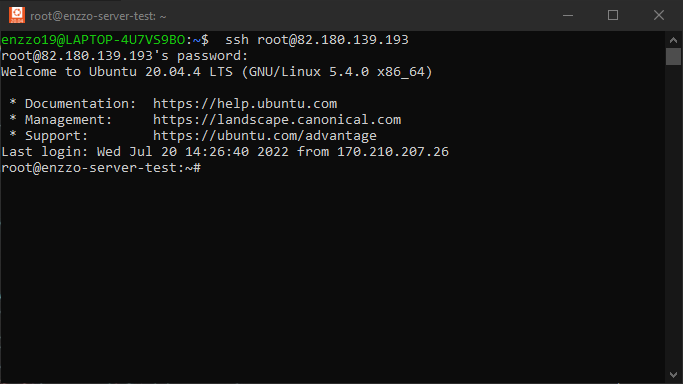 root@enzzo-server-test: ~
enzzo19@LAPTOP-4U7VS9BO:~$  ssh root@82.180.139.193
root@82.180.139.193's password:
Welcome to Ubuntu 20.04.4 LTS (GNU/Linux 5.4.0 x86_64)

 * Documentation:  https://help.ubuntu.com
 * Management:     https://landscape.canonical.com
 * Support:        https://ubuntu.com/advantage
Last login: Wed Jul 20 14:26:40 2022 from 170.210.207.26
root@enzzo-server-test:~#